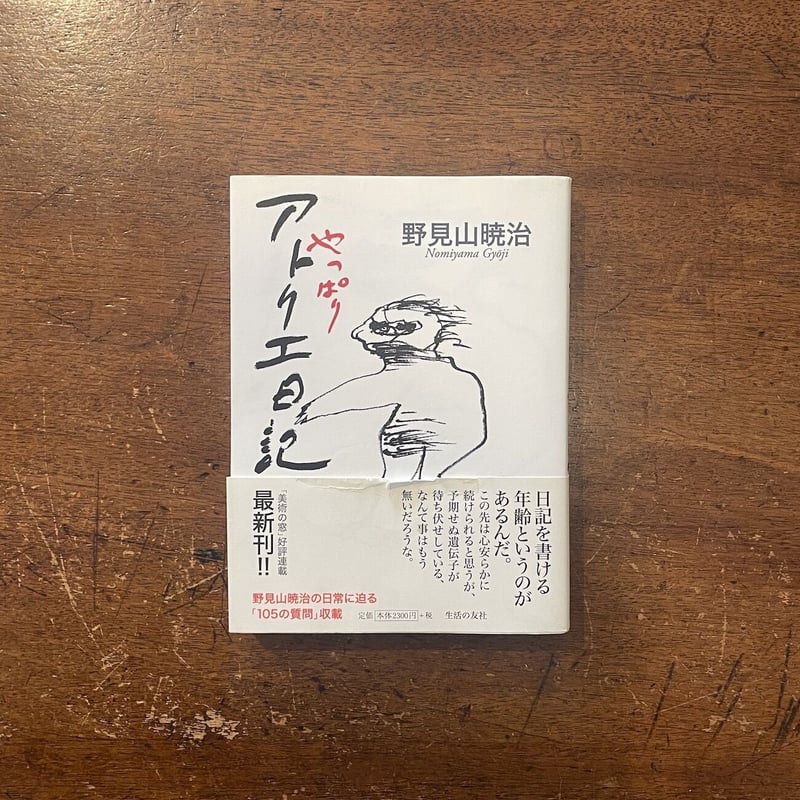 やっぱり
アトリエ日記
野見山暁治
Nomiyama Gyōji
日記を書ける
年齢というのが
あるんだ。
この先は心安らかに
続けられると思うが、
予期せぬ遺伝子が
待ち伏せしている、
なんて事はもう
無いだろうな。
「美術の窓」好評連載
最新刊!!
野見山暁治の日常に迫る
「105の質問」収載
定価 本体2300円 +税
生活の友社